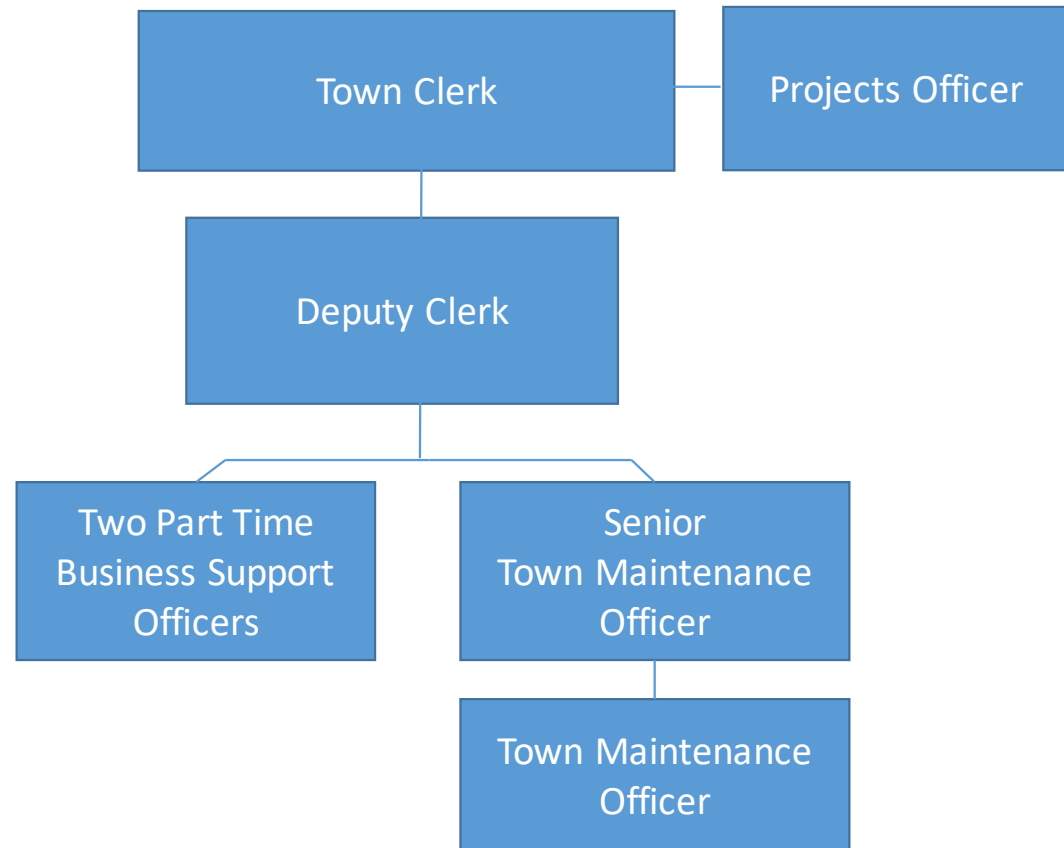 Town Clerk
Projects Officer
Deputy Clerk
Two Part Time
Business Support
Officers
Senior
Town Maintenance
Officer
Town Maintenance
Officer